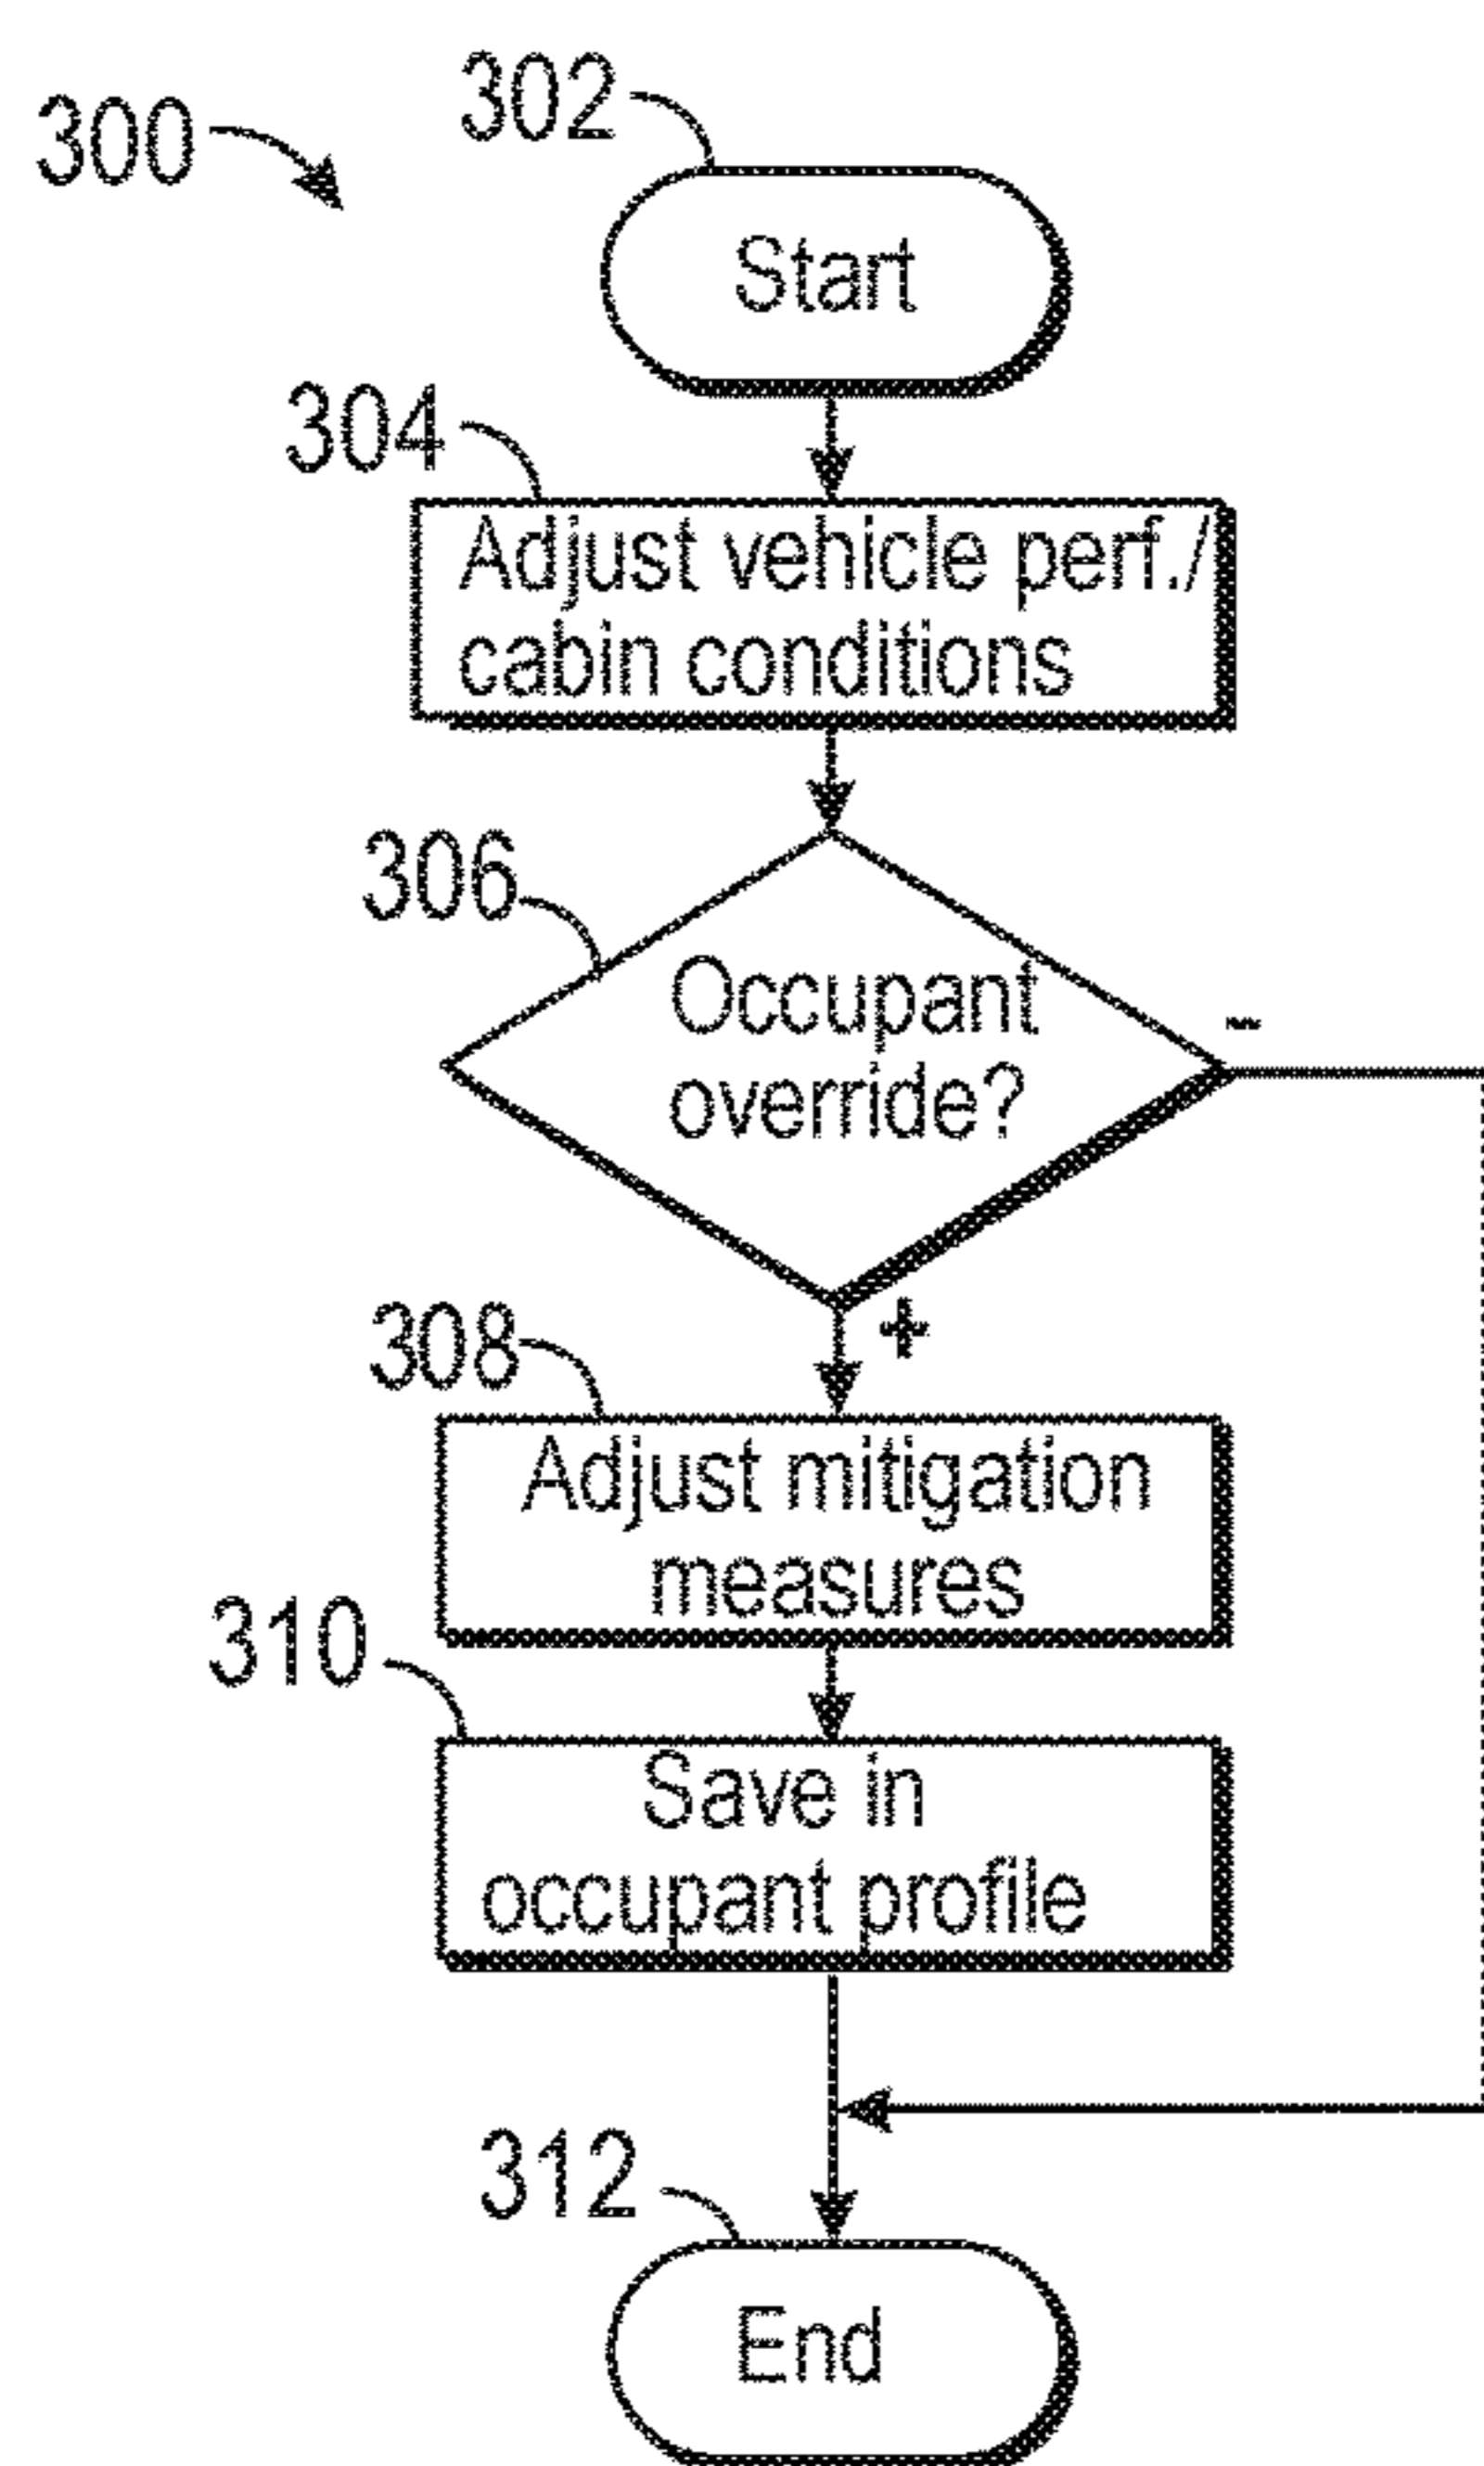 300
302
Start
304
Adjust vehicle perf./
cabin conditions
306
Occupant
override?
-
+
308
Adjust mitigation
measures
310
Save in
occupant profile
312
End